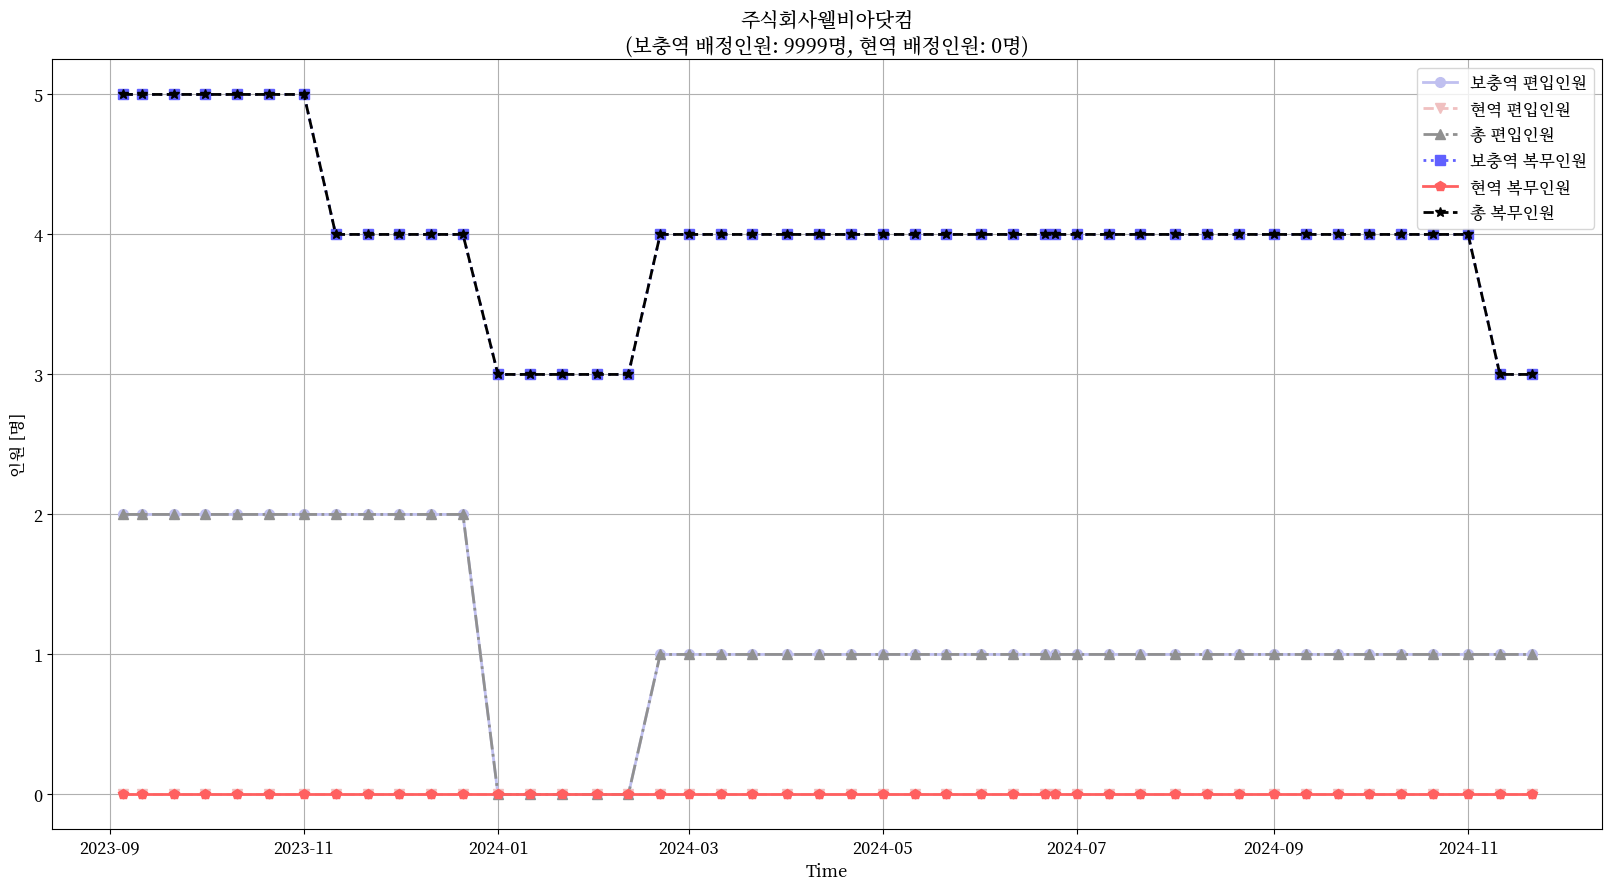 주식회사웰비아닷컴
(보충역 배정인원: 9999명, 현역 배정인원: 0명)
보충역 편입인원
현역 편입인원
총 편입인원
보충역 복무인원
현역 복무인원
총 복무인원
인원 [명]
5
4
3
2
1
0
2023-09
2023-11
2024-01
2024-03
2024-05
2024-07
2024-09
2024-11
Time